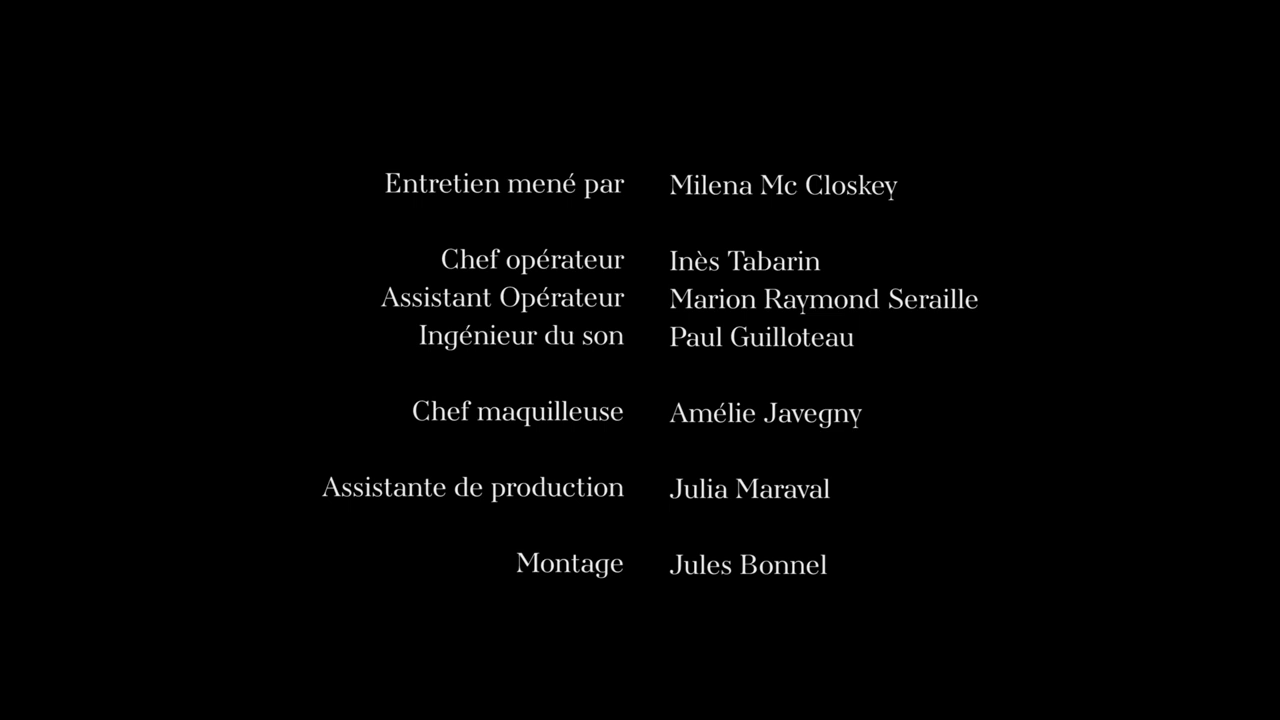 Entretien mené par Milena Mc Closkey
Chef opérateur Inès Tabarin
Assistant Opérateur Marion Raymond Seraille
Ingénieur du son Paul Guilloteau
Chef maquilleuse Amélie Javegny
Assistante de production Julia Maraval
Montage Jules Bonnel